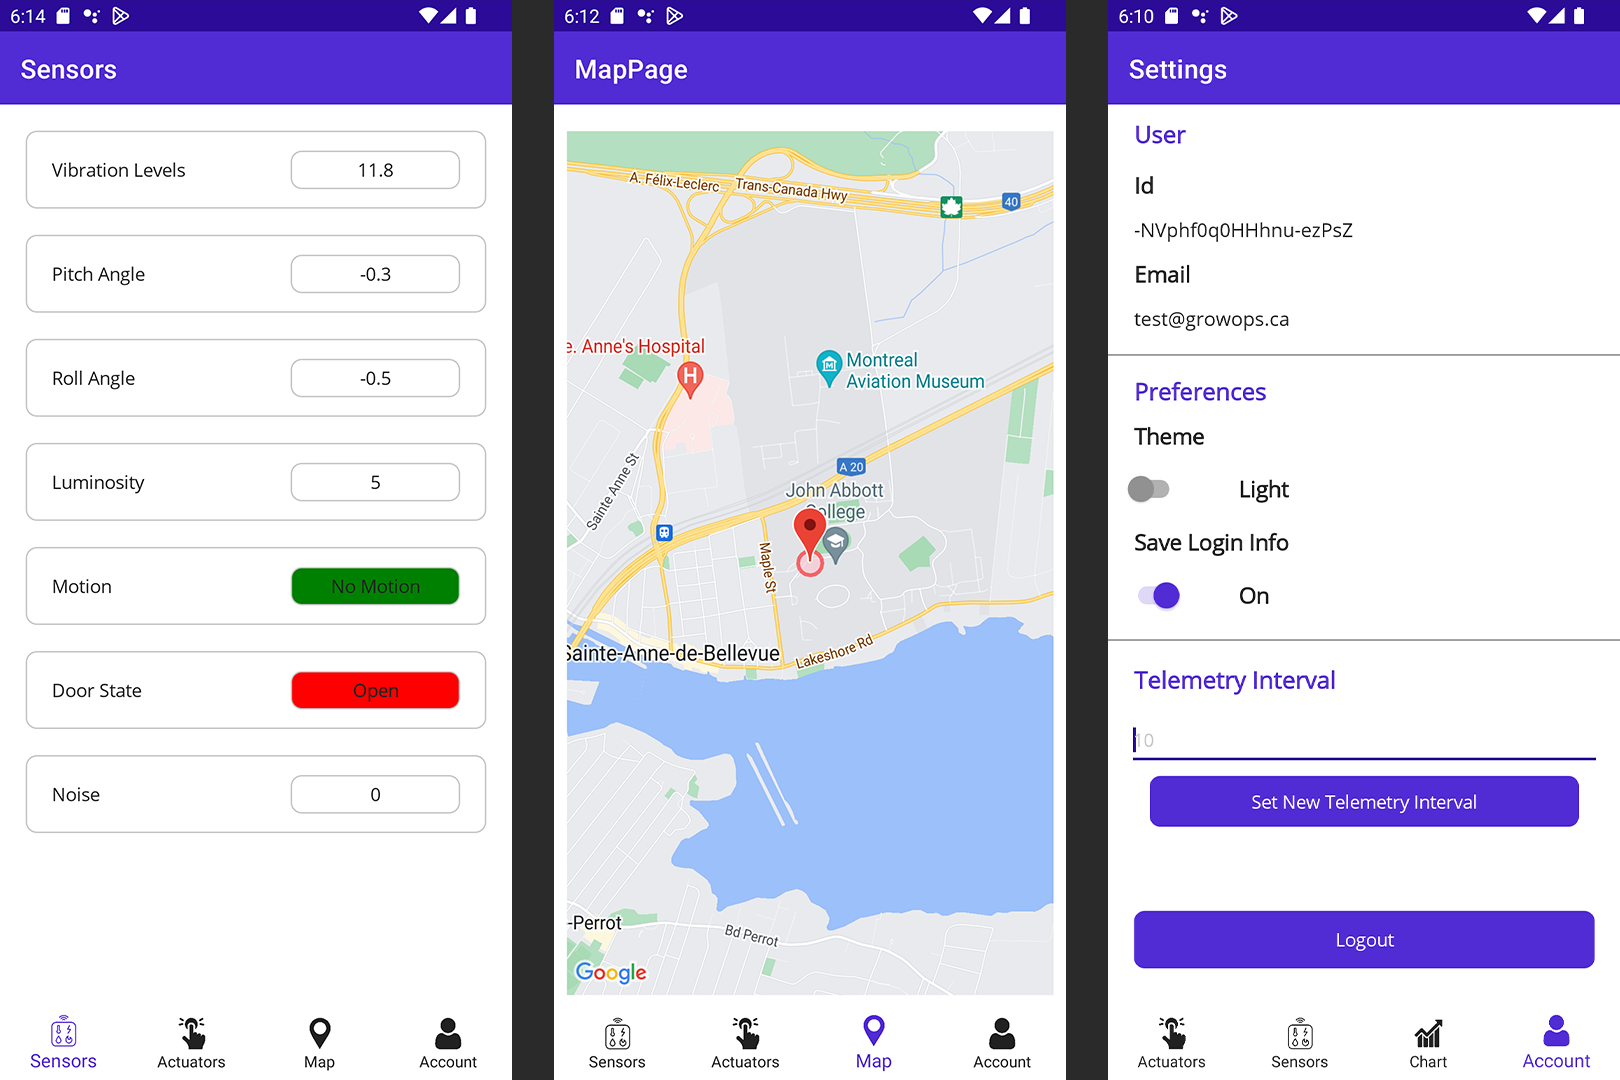 6:14
Sensors
Vibration Levels
11.8
Pitch Angle
-0.3
Roll Angle
-0.5
Luminosity
5
Motion
No Motion
Door State
Open
Noise
0
Sensors
Actuators
Map
Account
6:12
MapPage
A. Félix-Leclerc
Trans-Canada Hwy
40
e. Anne's Hospital
H
Montreal
Aviation Museum
A 20
John Abbott
College
Sainte Anne St
Maple St
Sainte-Anne-de-Bellevue
Lakeshore Rd
-Perrot
Bd Perrot
Google
Sensors
Actuators
Map
Account
6:10
Settings
User
Id
-NVphf0q0HHhnu-ezPsZ
Email
test@growops.ca
Preferences
Theme
Light
Save Login Info
On
Telemetry Interval
10
Set New Telemetry Interval
Logout
Actuators
Sensors
Chart
Account